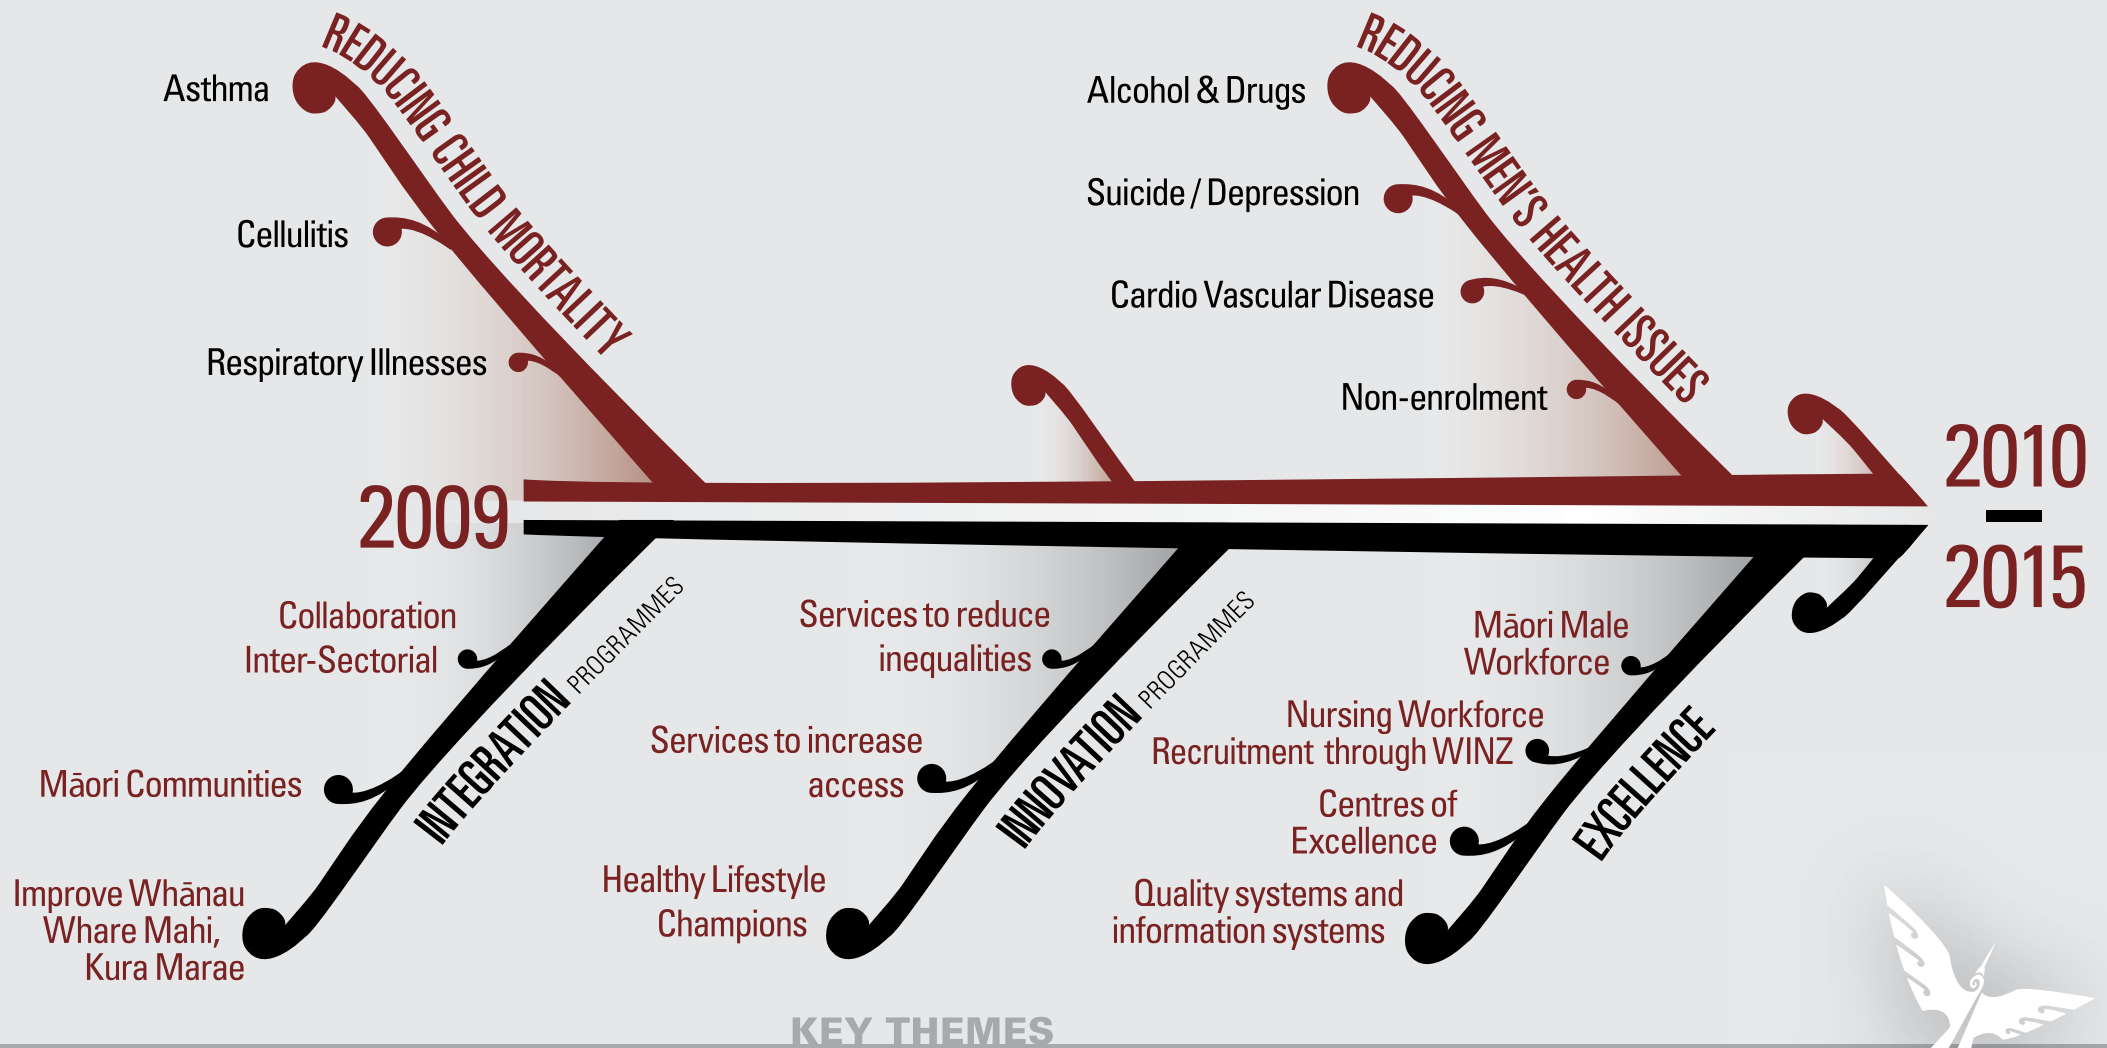 REDUCING CHILD MORTALITY
Asthma
Cellulitis
Respiratory Illnesses
REDUCING MEN'S HEALTH ISSUES
Alcohol & Drugs
Suicide / Depression
Cardio Vascular Disease
Non-enrolment
2009
2010
2015
Collaboration
Inter-Sectorial
Māori Communities
Improve Whānau
Whare Mahi,
Kura Marae
INTEGRATION PROGRAMMES
Services to reduce
inequalities
Services to increase
access
Healthy Lifestyle
Champions
INNOVATION PROGRAMMES
Māori Male
Workforce
Nursing Workforce
Recruitment through WINZ
Centres of
Excellence
Quality systems and
information systems
EXCELLENCE
KEY THEMES